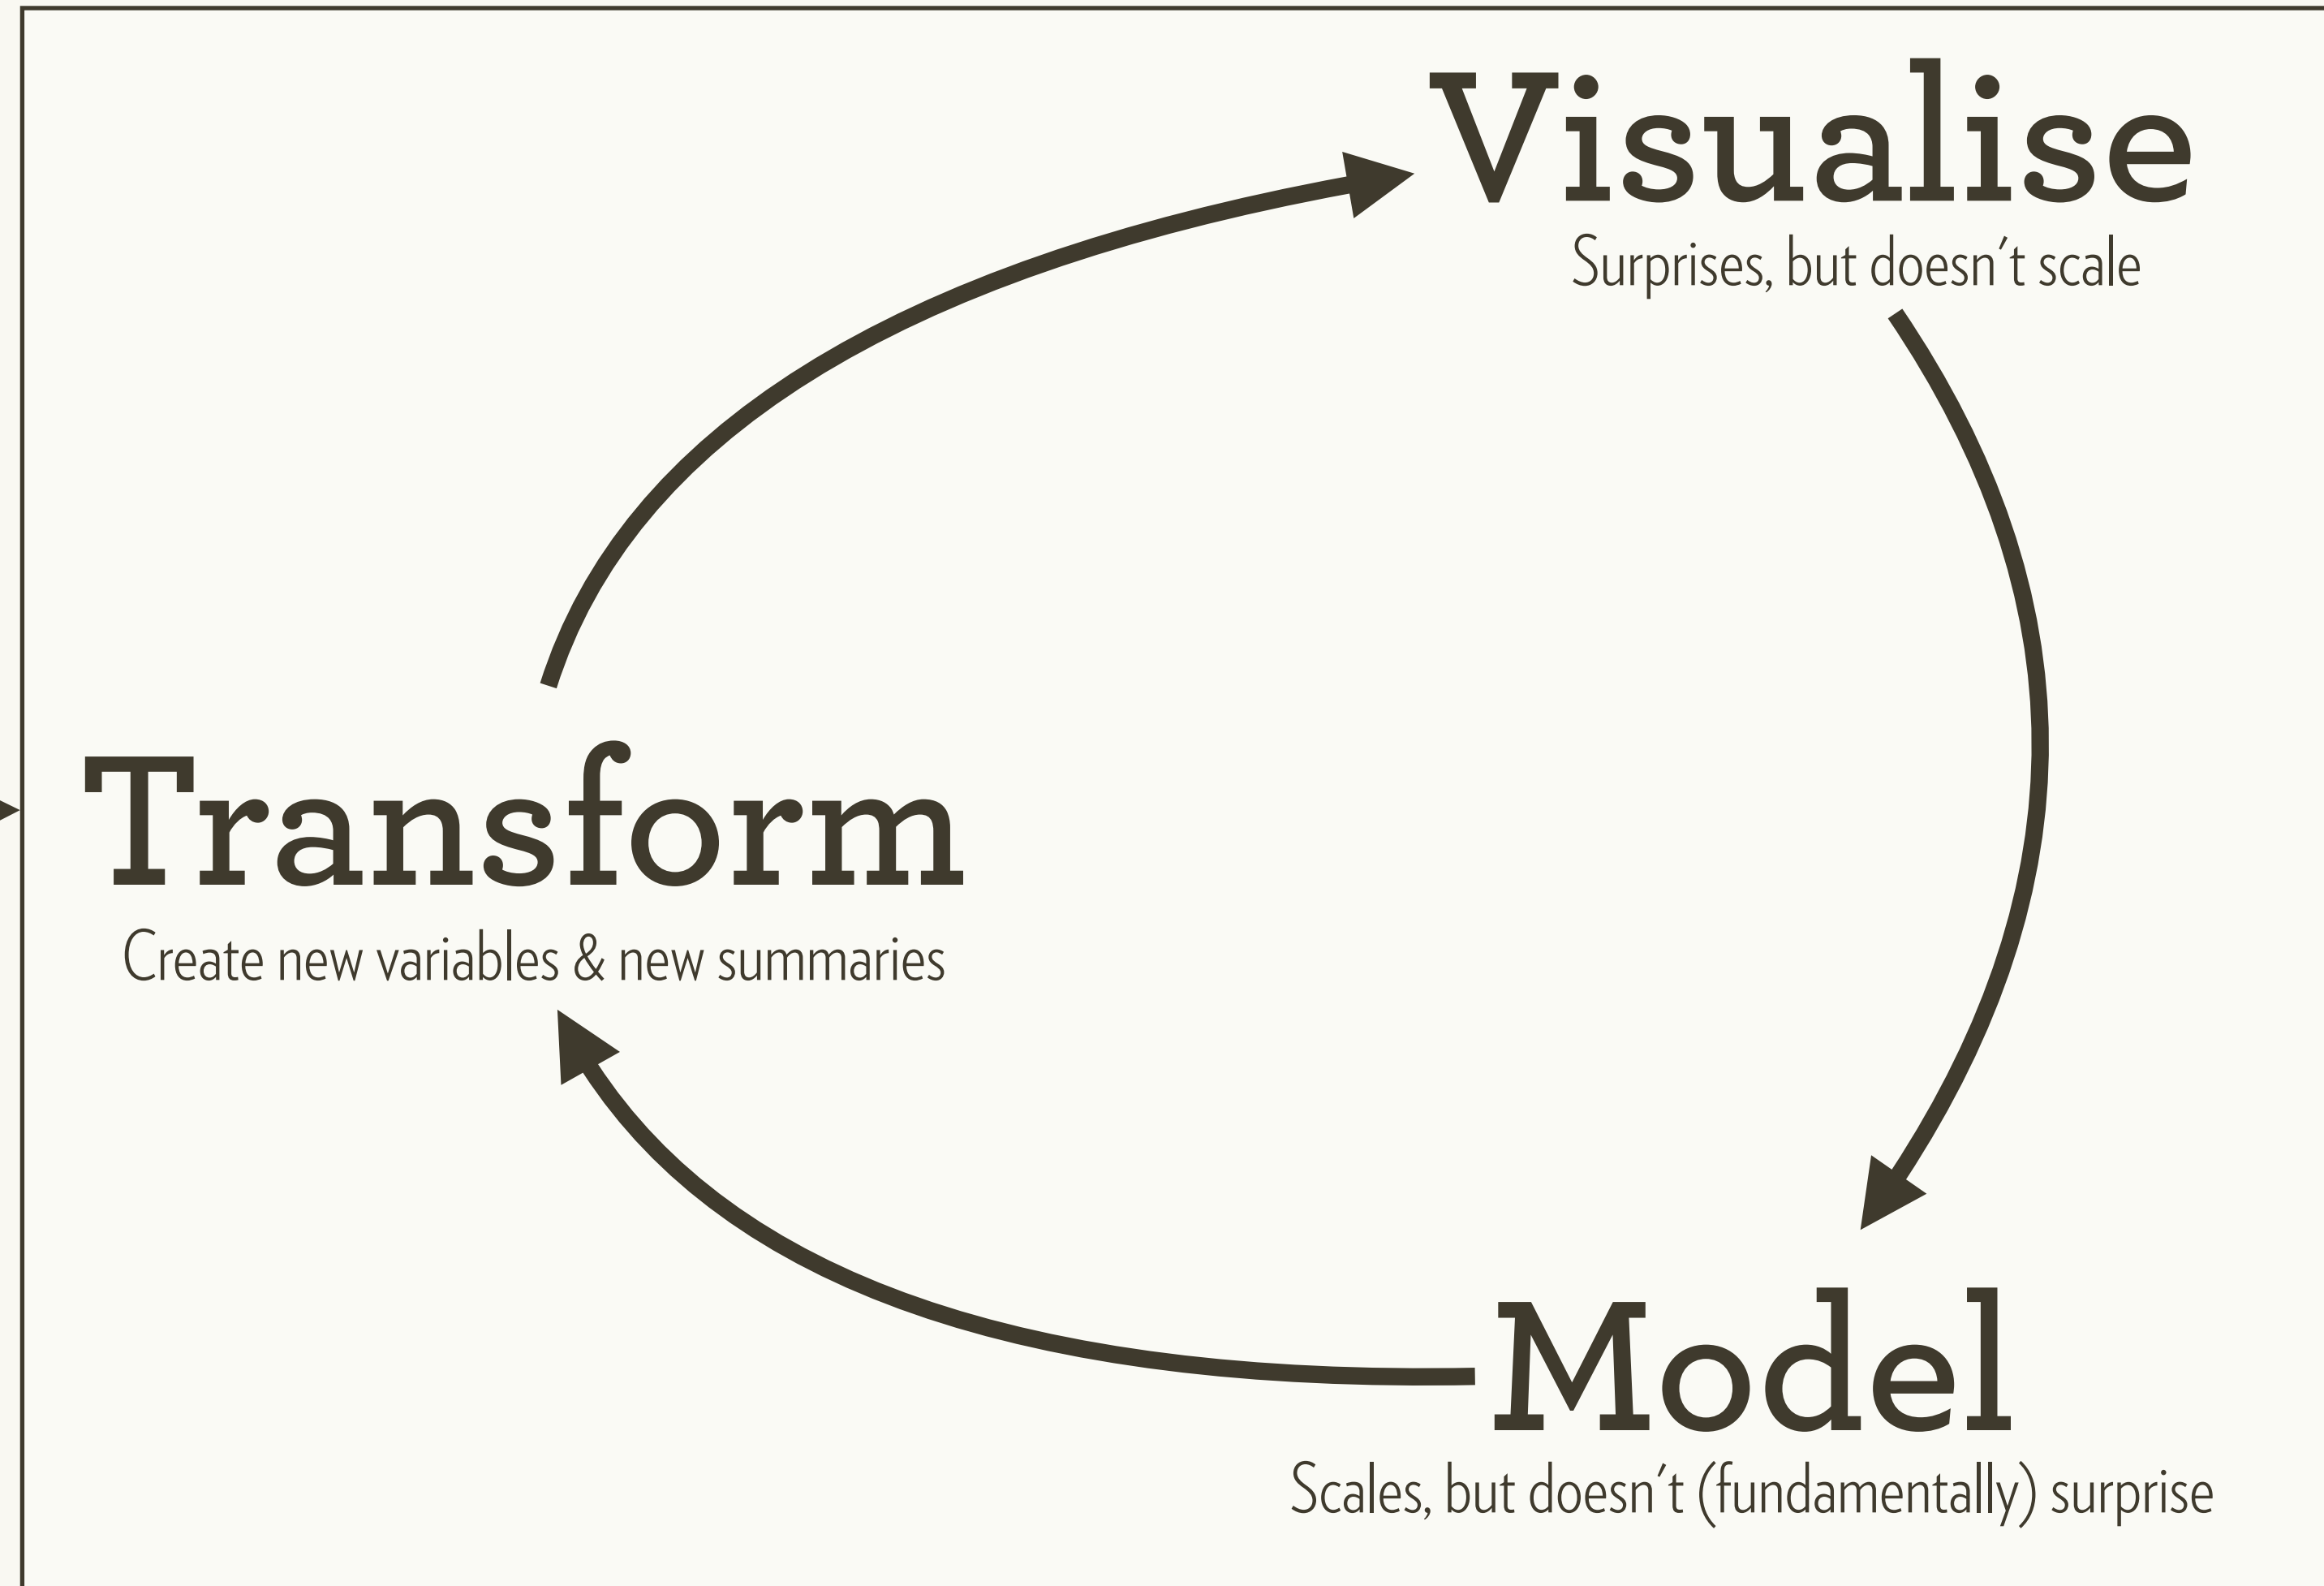 Visualise
Surprises, but doesn't scale
Transform
Create new variables & new summaries
Model
Scales, but doesn't (fundamentally) surprise